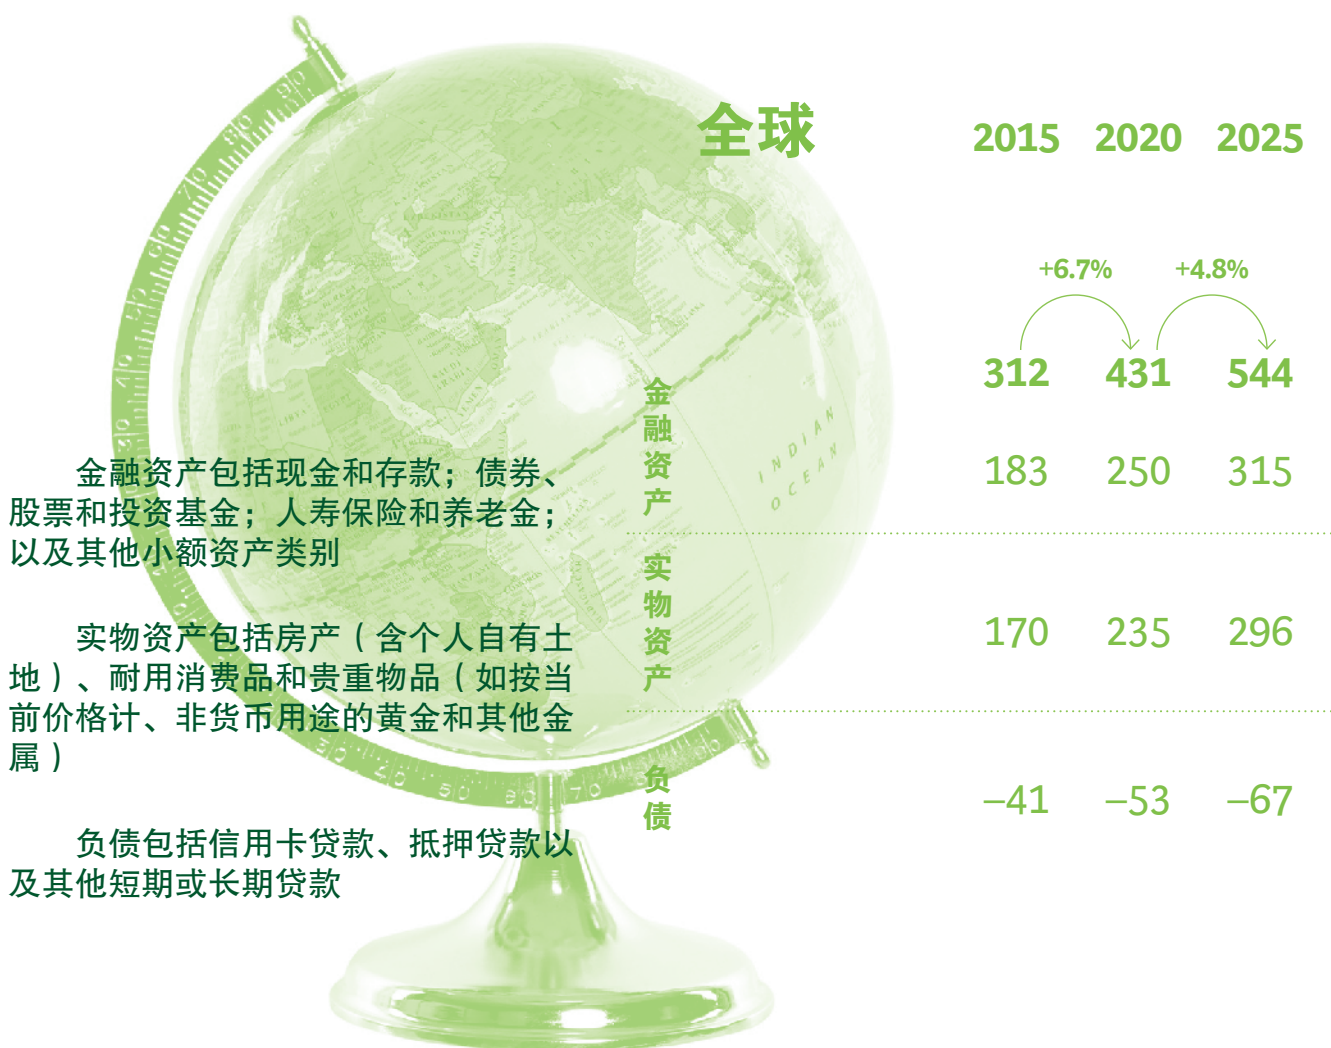 全球
2015 2020 2025
+6.7% +4.8%
312 431 544
金融资产
183 250 315
金融资产包括现金和存款；债券、
股票和投资基金；人寿保险和养老金；
以及其他小额资产类别
实物资产
170 235 296
实物资产包括房产（含个人自有土
地）、耐用消费品和贵重物品（如按当
前价格计、非货币用途的黄金和其他金
属）
负债
–41 –53 –67
负债包括信用卡贷款、抵押贷款以
及其他短期或长期贷款
INDIAN
OCEAN